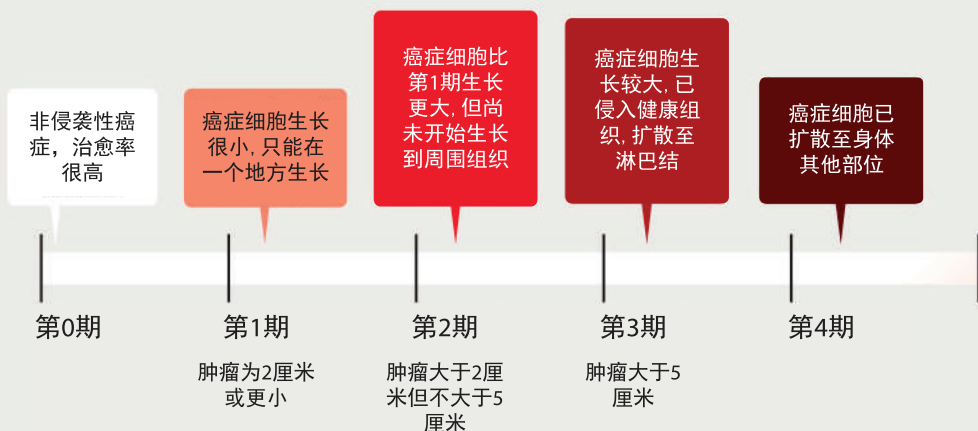 非侵袭性癌
症，治愈率
很高
癌症细胞生长
很小, 只能在
一个地方生长
癌症细胞比
第1期生长
更大, 但尚
未开始生长
到周围组织
癌症细胞生
长较大, 已
侵入健康组
织, 扩散至
淋巴结
癌症细胞已
扩散至身体
其他部位
第0期
第1期
第2期
第3期
第4期
肿瘤为2厘米
或更小
肿瘤大于2厘
米但不大于5
厘米
肿瘤大于5
厘米